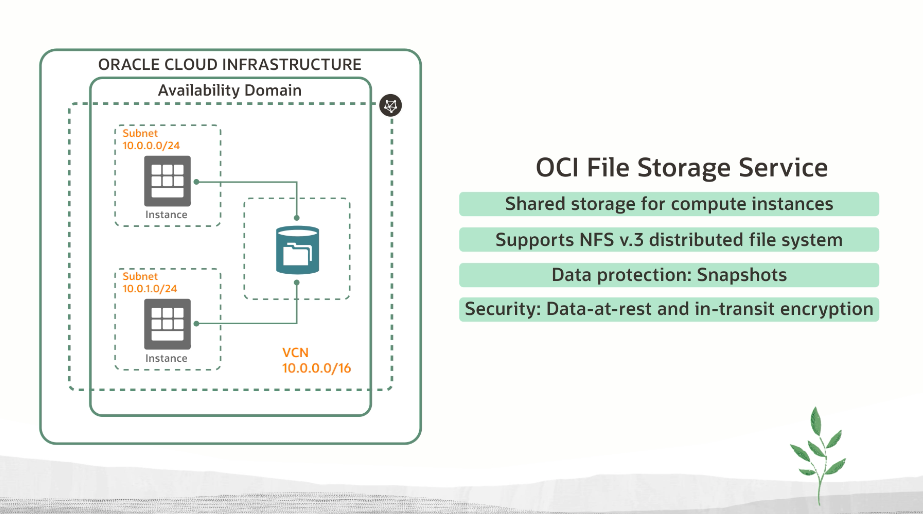 ORACLE CLOUD INFRASTRUCTURE
Availability Domain
Subnet
10.0.0.0/24
Instance
Subnet
10.0.1.0/24
Instance
VCN
10.0.0.0/16
OCI File Storage Service
Shared storage for compute instances
Supports NFS v.3 distributed file system
Data protection: Snapshots
Security: Data-at-rest and in-transit encryption